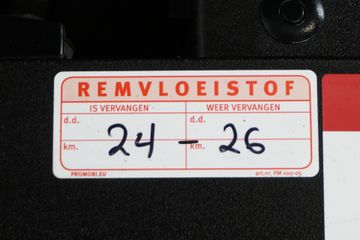 REMVLOEISTOF
IS VERVANGEN WEER VERVANGEN
d.d. d.d.
km. 24 - km. 26
PROMOBI.EU art.nr. PM 100-05